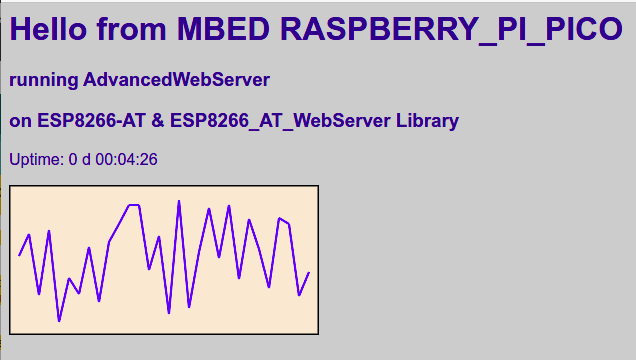 Hello from MBED RASPBERRY_PI_PICO
running AdvancedWebServer
on ESP8266-AT & ESP8266_AT_WebServer Library
Uptime: 0 d 00:04:26